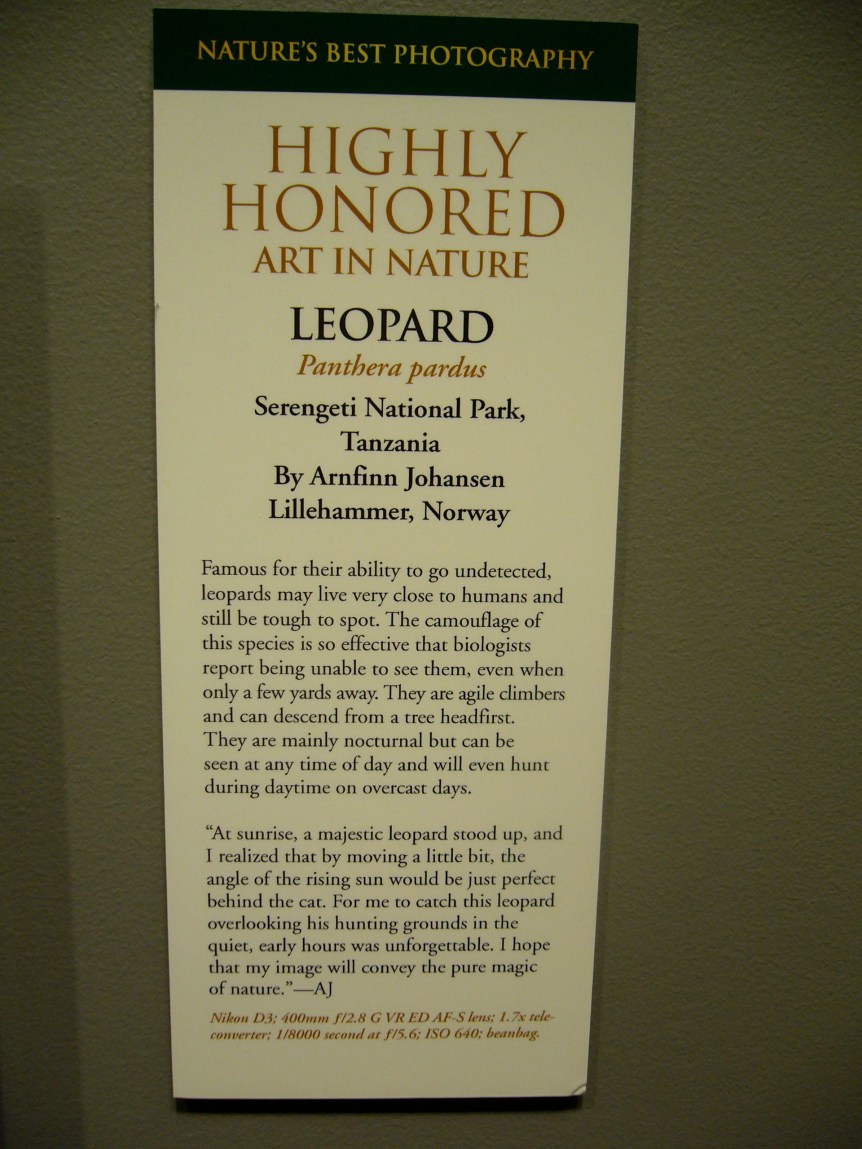 NATURE'S BEST PHOTOGRAPHY
HIGHLY
HONORED
ART IN NATURE
LEOPARD
Panthera pardus
Serengeti National Park,
Tanzania
By Arnfinn Johansen
Lillehammer, Norway
Famous for their ability to go undetected,
leopards may live very close to humans and
still be tough to spot. The camouflage of
this species is so effective that biologists
report being unable to see them, even when
only a few yards away. They are agile climbers
and can descend from a tree headfirst.
They are mainly nocturnal but can be
seen at any time of day and will even hunt
during daytime on overcast days.
“At sunrise, a majestic leopard stood up, and
I realized that by moving a little bit, the
angle of the rising sun would be just perfect
behind the cat. For me to catch this leopard
overlooking his hunting grounds in the
quiet, early hours was unforgettable. I hope
that my image will convey the pure magic
of nature.”—AJ
Nikon D3; 400mm f/2.8 G VR ED AF-S lens; 1.7x tele-
converter; 1/8000 second at f/5.6; ISO 640; beanbag.